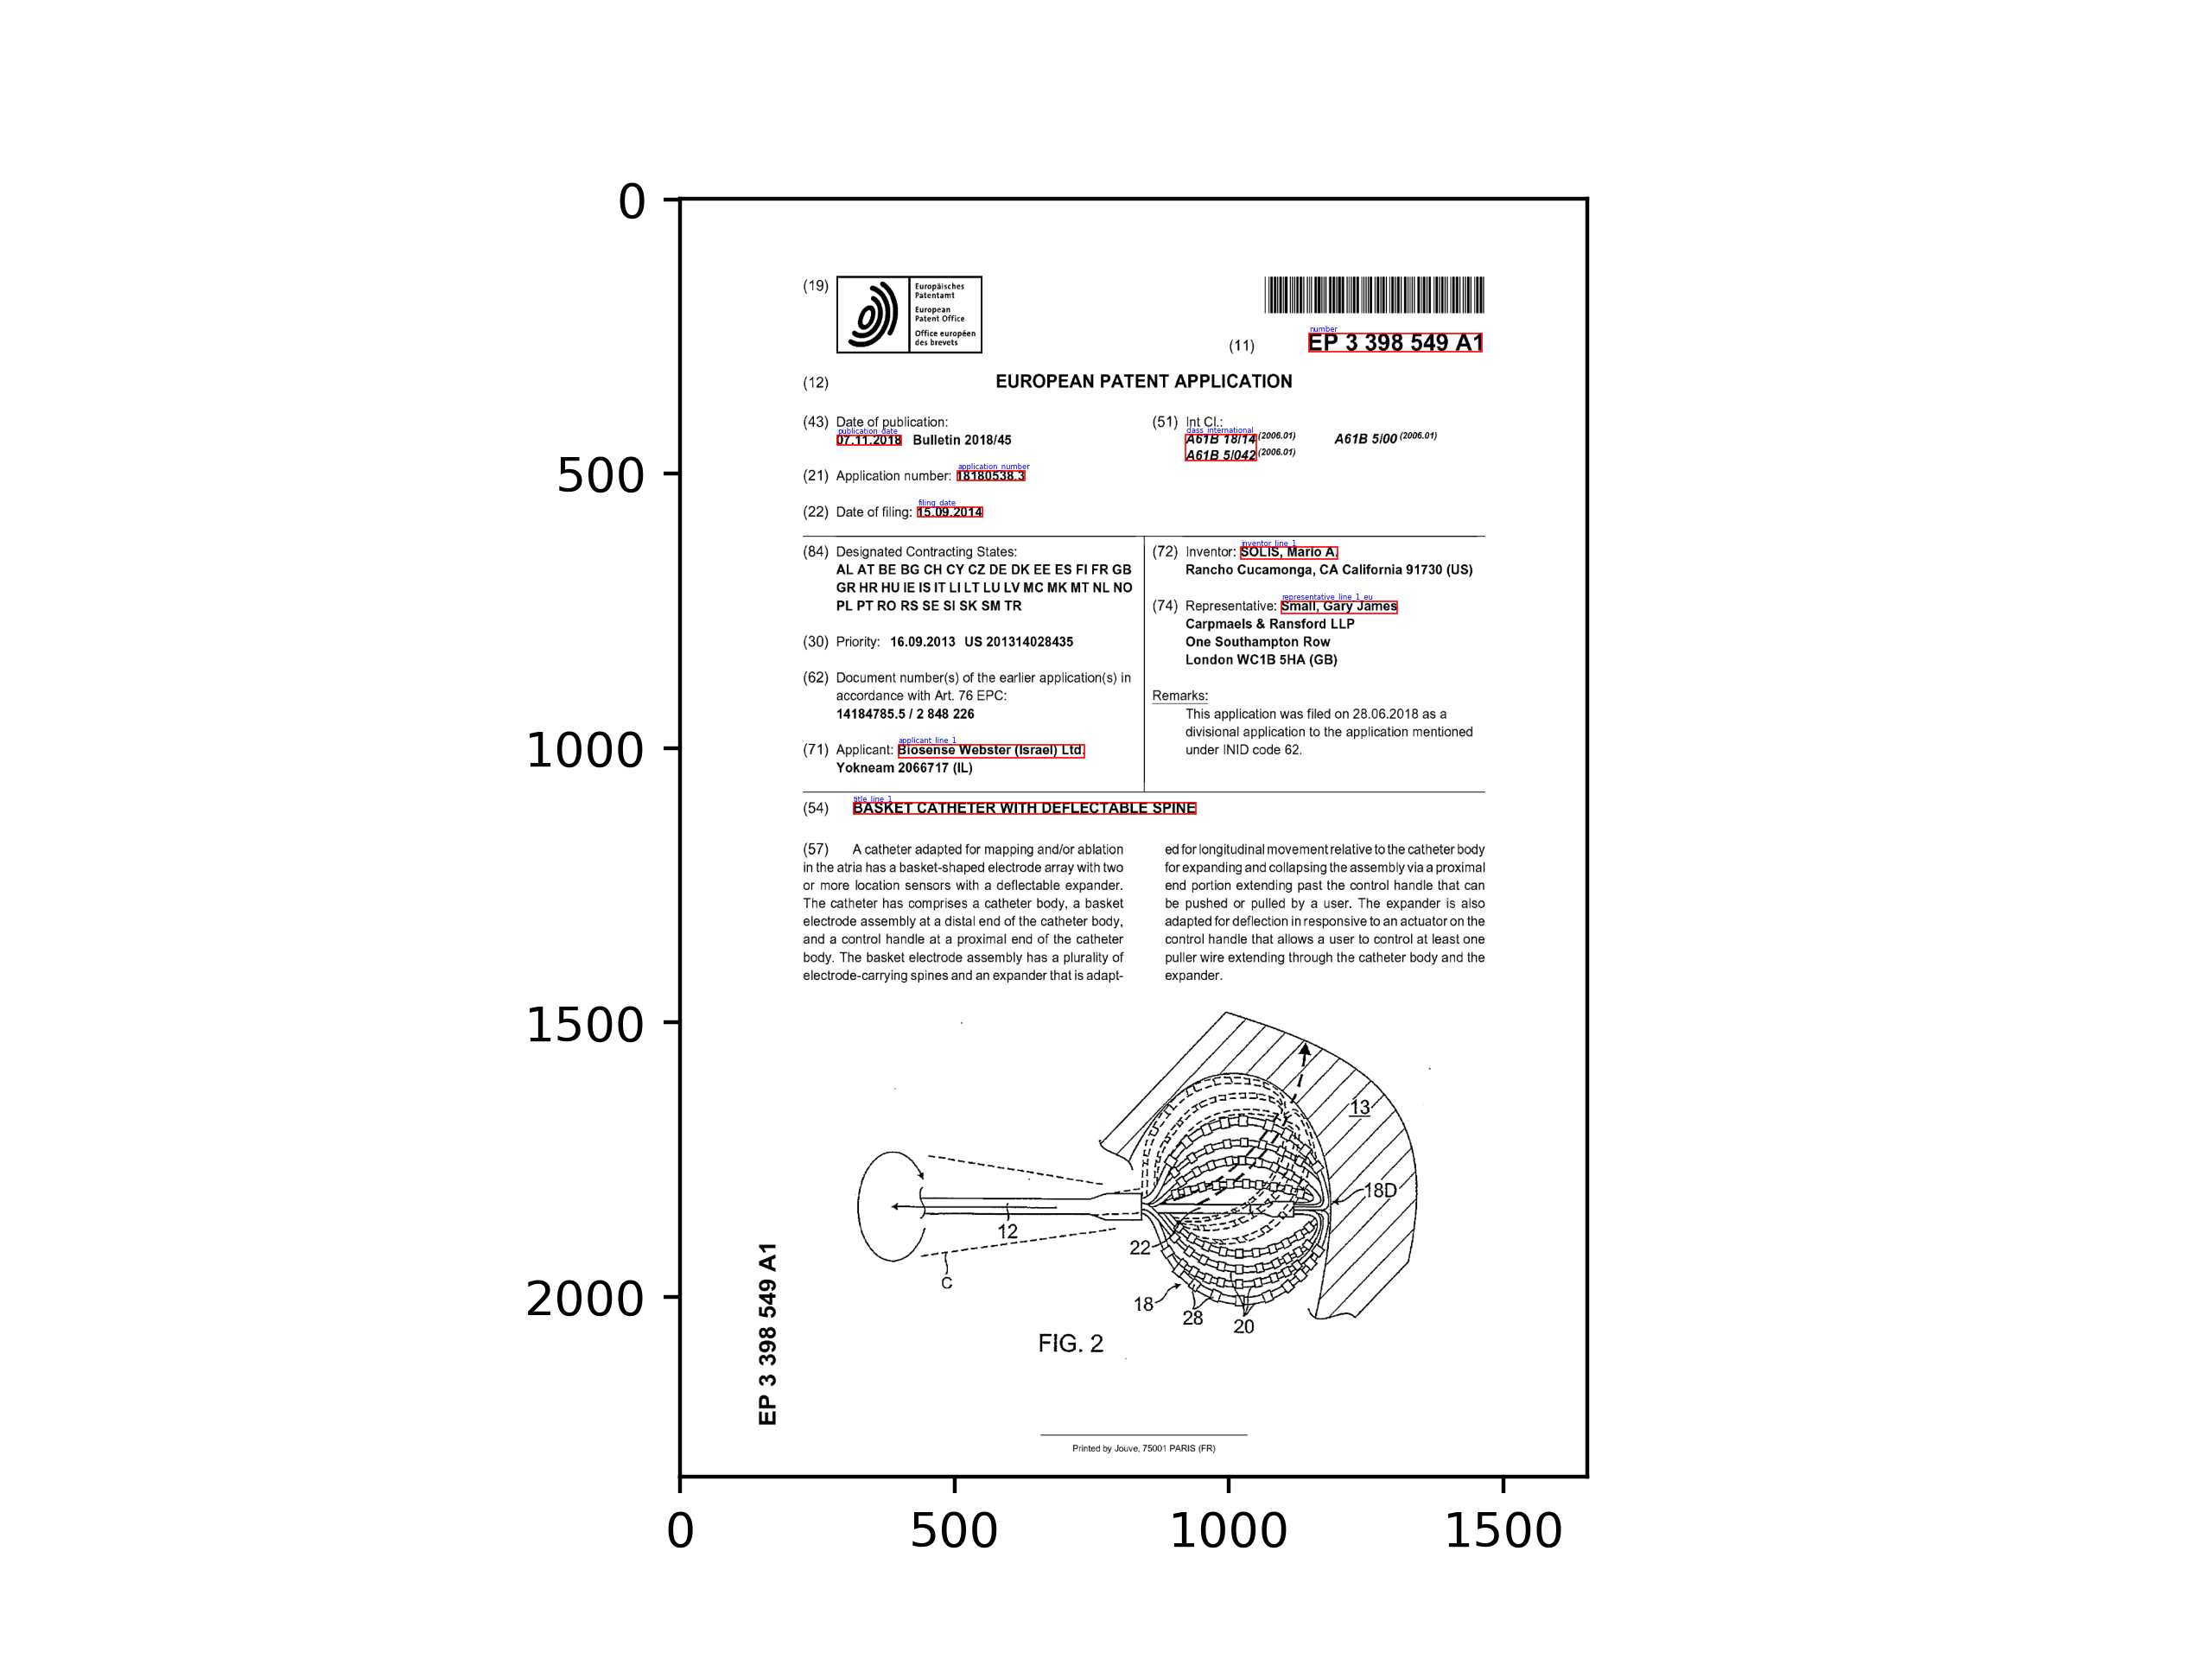 0
500
1000
1500
2000
0
500
1000
1500
(19)
Europäisches
Patentamt
European
Patent Office
Office européen
des brevets
number
(11)
EP 3 398 549 A1
(12)
EUROPEAN PATENT APPLICATION
(43) Date of publication:
publication_date
07.11.2018 Bulletin 2018/45
(51) Int Cl.:
class_international
A61B 18/14 (2006.01) A61B 5/00 (2006.01)
A61B 5/042 (2006.01)
application_number
(21) Application number: 18180538.3
filing_date
(22) Date of filing: 15.09.2014
(84) Designated Contracting States:
AL AT BE BG CH CY CZ DE DK EE ES FI FR GB
GR HR HU IE IS IT LI LT LU LV MC MK MT NL NO
PL PT RO RS SE SI SK SM TR
(30) Priority: 16.09.2013 US 201314028435
(62) Document number(s) of the earlier application(s) in
accordance with Art. 76 EPC:
14184785.5 / 2 848 226
applicant_line_1
(71) Applicant: Biosense Webster (Israel) Ltd.
Yokneam 2066717 (IL)
inventor_line_1
(72) Inventor: SOLIS, Mario A.
Rancho Cucamonga, CA California 91730 (US)
representative_line_1_eu
(74) Representative: Small, Gary James
Carpmaels & Ransford LLP
One Southampton Row
London WC1B 5HA (GB)
Remarks:
This application was filed on 28.06.2018 as a
divisional application to the application mentioned
under INID code 62.
title_line_1
(54) BASKET CATHETER WITH DEFLECTABLE SPINE
(57) A catheter adapted for mapping and/or ablation
in the atria has a basket-shaped electrode array with two
or more location sensors with a deflectable expander.
The catheter has comprises a catheter body, a basket
electrode assembly at a distal end of the catheter body,
and a control handle at a proximal end of the catheter
body. The basket electrode assembly has a plurality of
electrode-carrying spines and an expander that is adapt-
ed for longitudinal movement relative to the catheter body
for expanding and collapsing the assembly via a proximal
end portion extending past the control handle that can
be pushed or pulled by a user. The expander is also
adapted for deflection in responsive to an actuator on the
control handle that allows a user to control at least one
puller wire extending through the catheter body and the
expander.
13
18D
12
22
C
18
28
20
FIG. 2
EP 3 398 549 A1
Printed by Jouve, 75001 PARIS (FR)